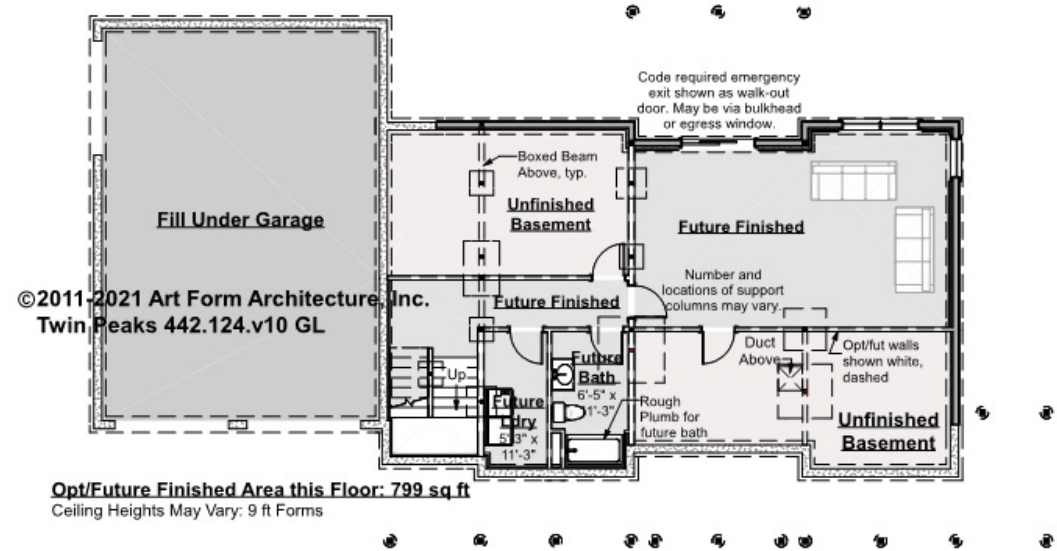 Code required emergency
exit shown as walk-out
door. May be via bulkhead
or egress window.
Boxed Beam
Above, typ.
Unfinished
Basement
Fill Under Garage
Future Finished
Number and
locations of support
columns may vary.
©2011-2021 Art Form Architecture, Inc.
Twin Peaks 442.124.v10 GL
Future Finished
Duct
Above
Opt/fut walls
shown white,
dashed
Up
Future
Bath
6'-5" x
1'-3"
Rough
Plumb for
future bath
Future
Ldry
5'3" x
11'-3"
Unfinished
Basement
Opt/Future Finished Area this Floor: 799 sq ft
Ceiling Heights May Vary: 9 ft Forms